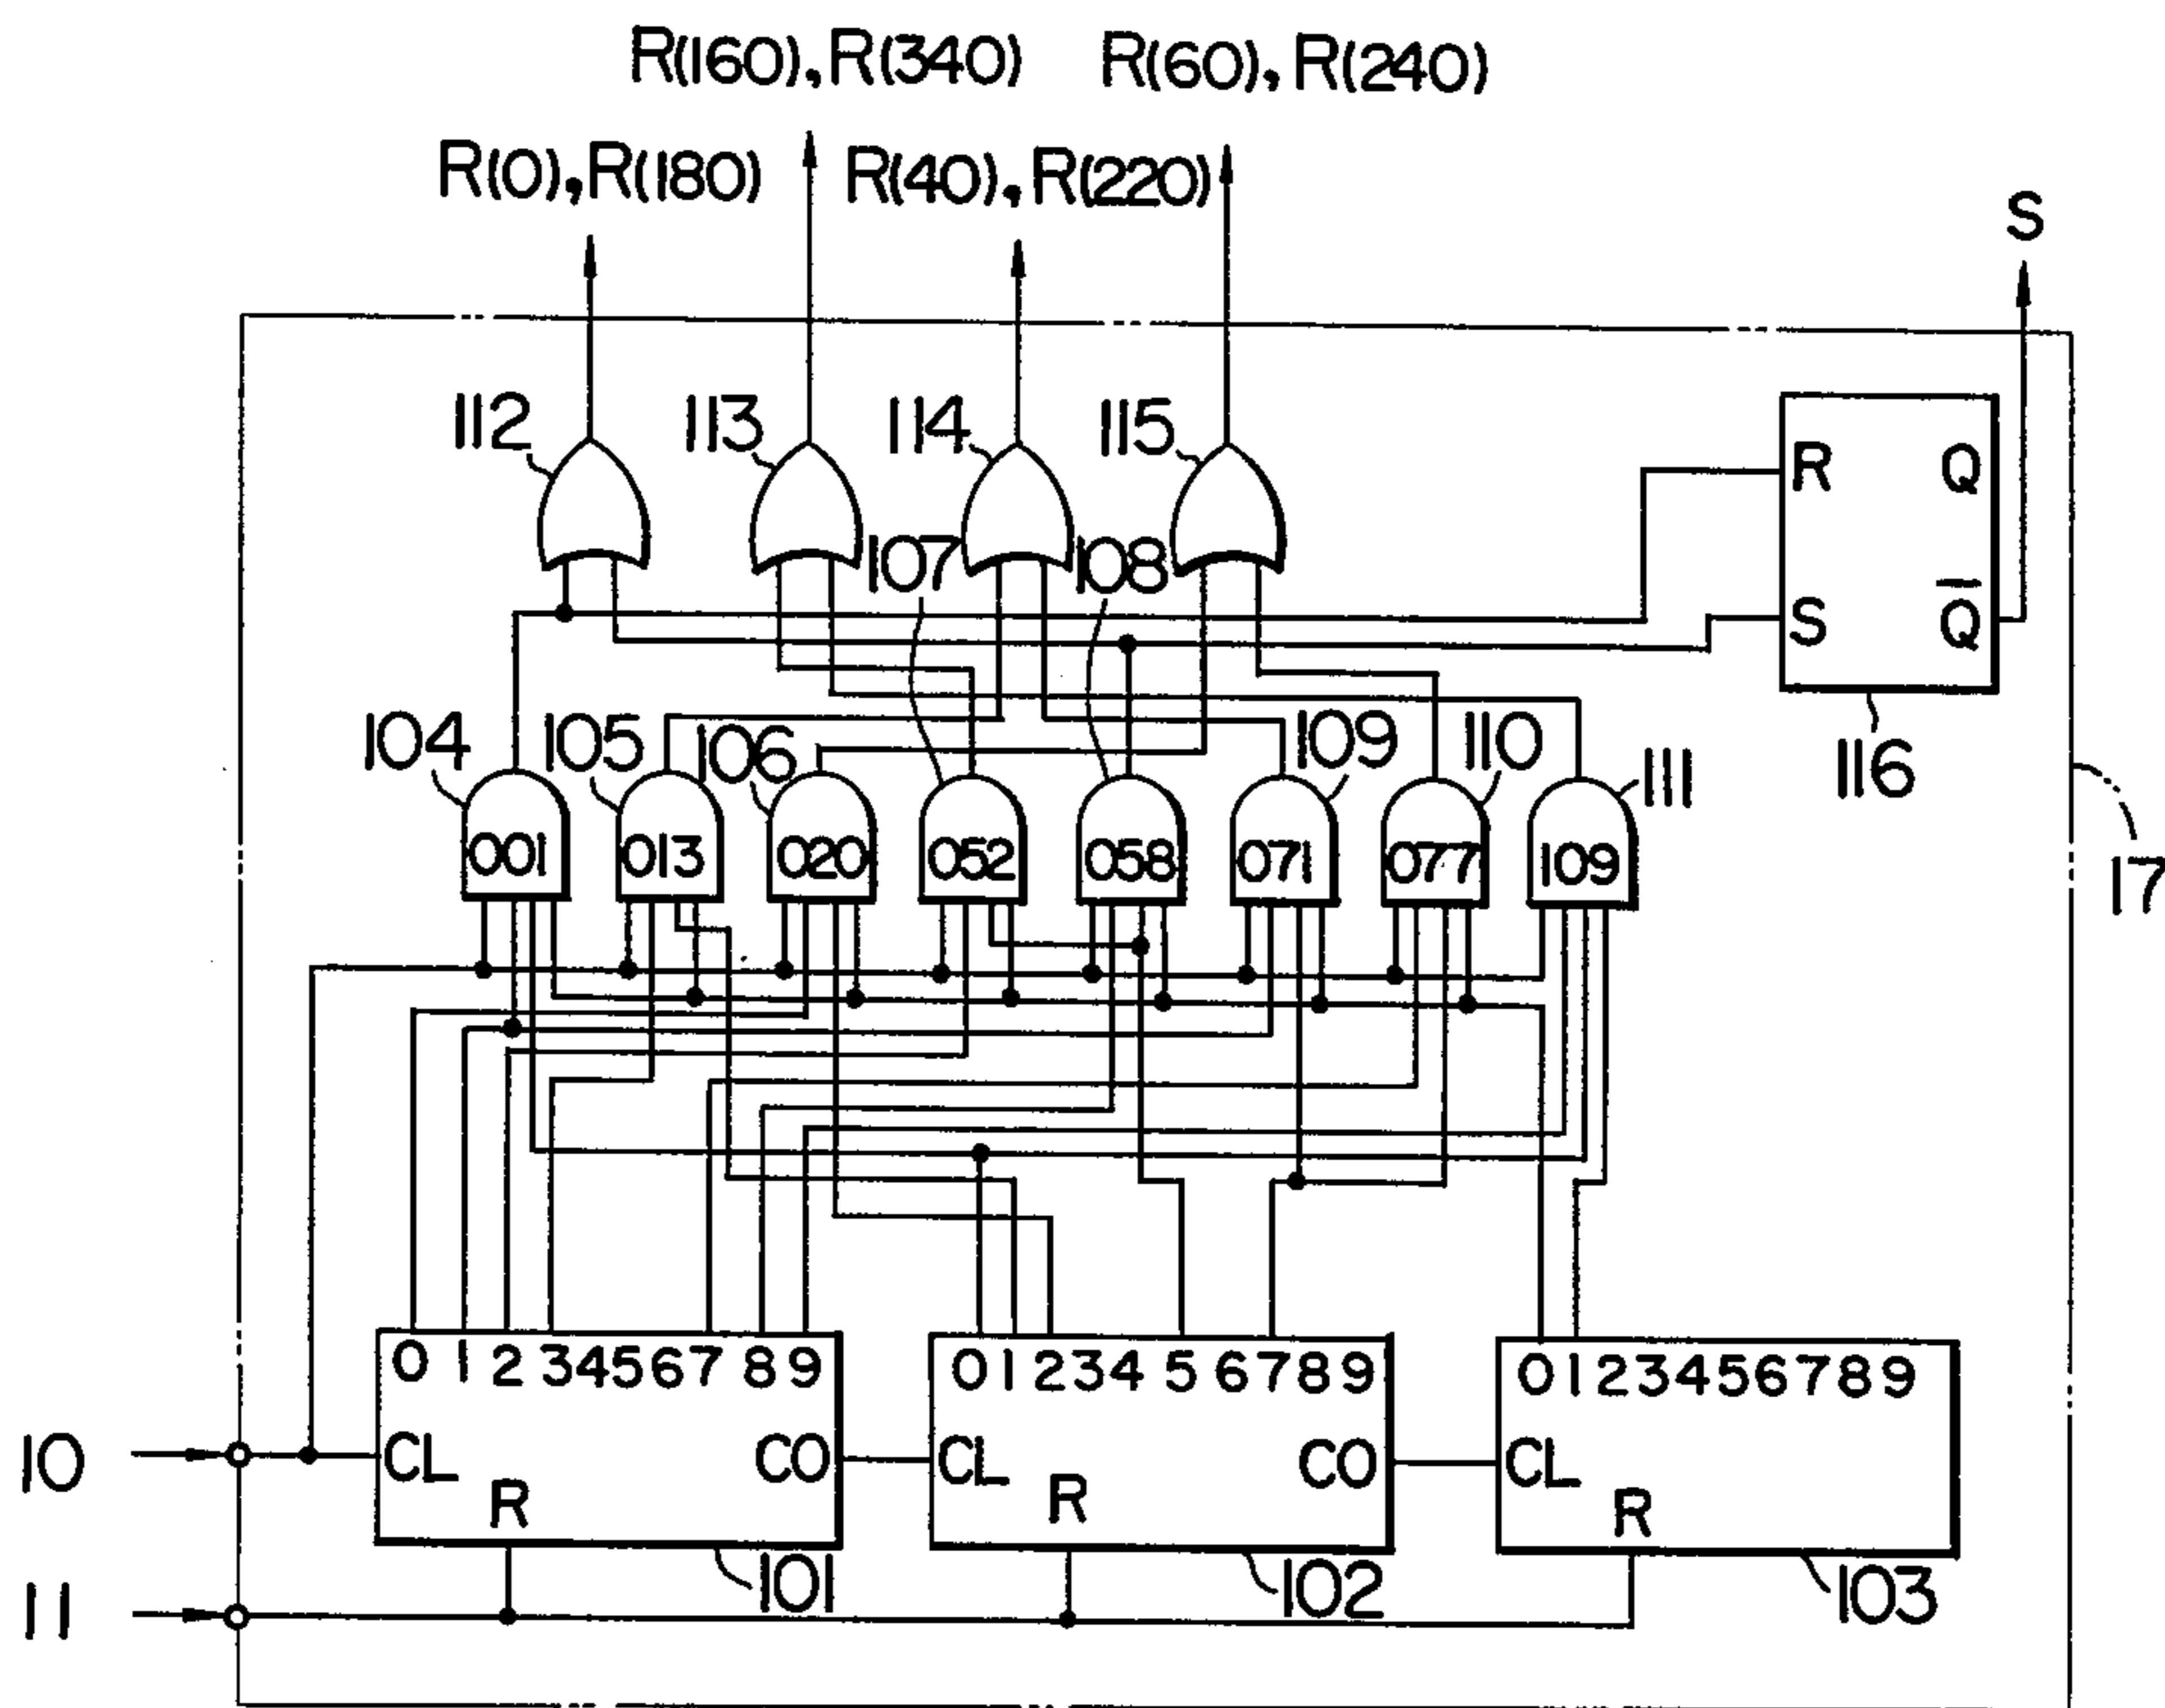 R(160),R(340) R(60),R(240)
R(0),R(180) R(40),R(220)
S
112 113 114 115
107 108
R Q
S Q̅
104 105 106 109 110 111 116
001 013 020 052 058 071 077 109
17
0 1 2 3 4 5 6 7 8 9
0 1 2 3 4 5 6 7 8 9
0 1 2 3 4 5 6 7 8 9
10 CL CO CL CO CL
R R R
11 101 102 103